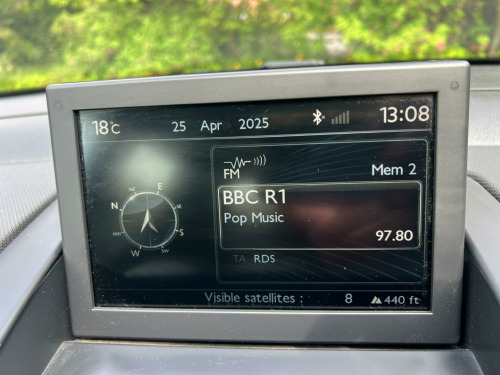 18°C 25 Apr 2025 13:08
FM Mem 2
BBC R1
Pop Music
97.80
TA RDS
N E S W
Visible satellites : 8 440 ft